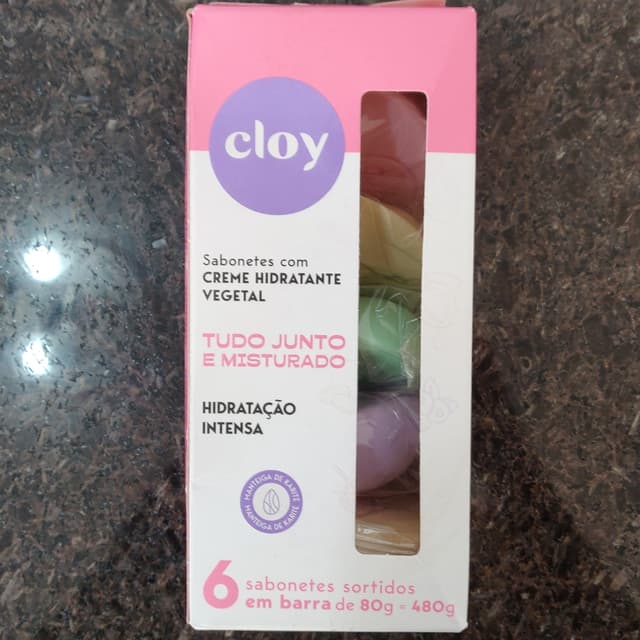 cloy
Sabonetes com
CREME HIDRATANTE
VEGETAL
TUDO JUNTO
E MISTURADO
HIDRATAÇÃO
INTENSA
MANTEIGA DE KARITÉ
MANTEIGA DE KARITÉ
6 sabonetes sortidos
em barra de 80g = 480g